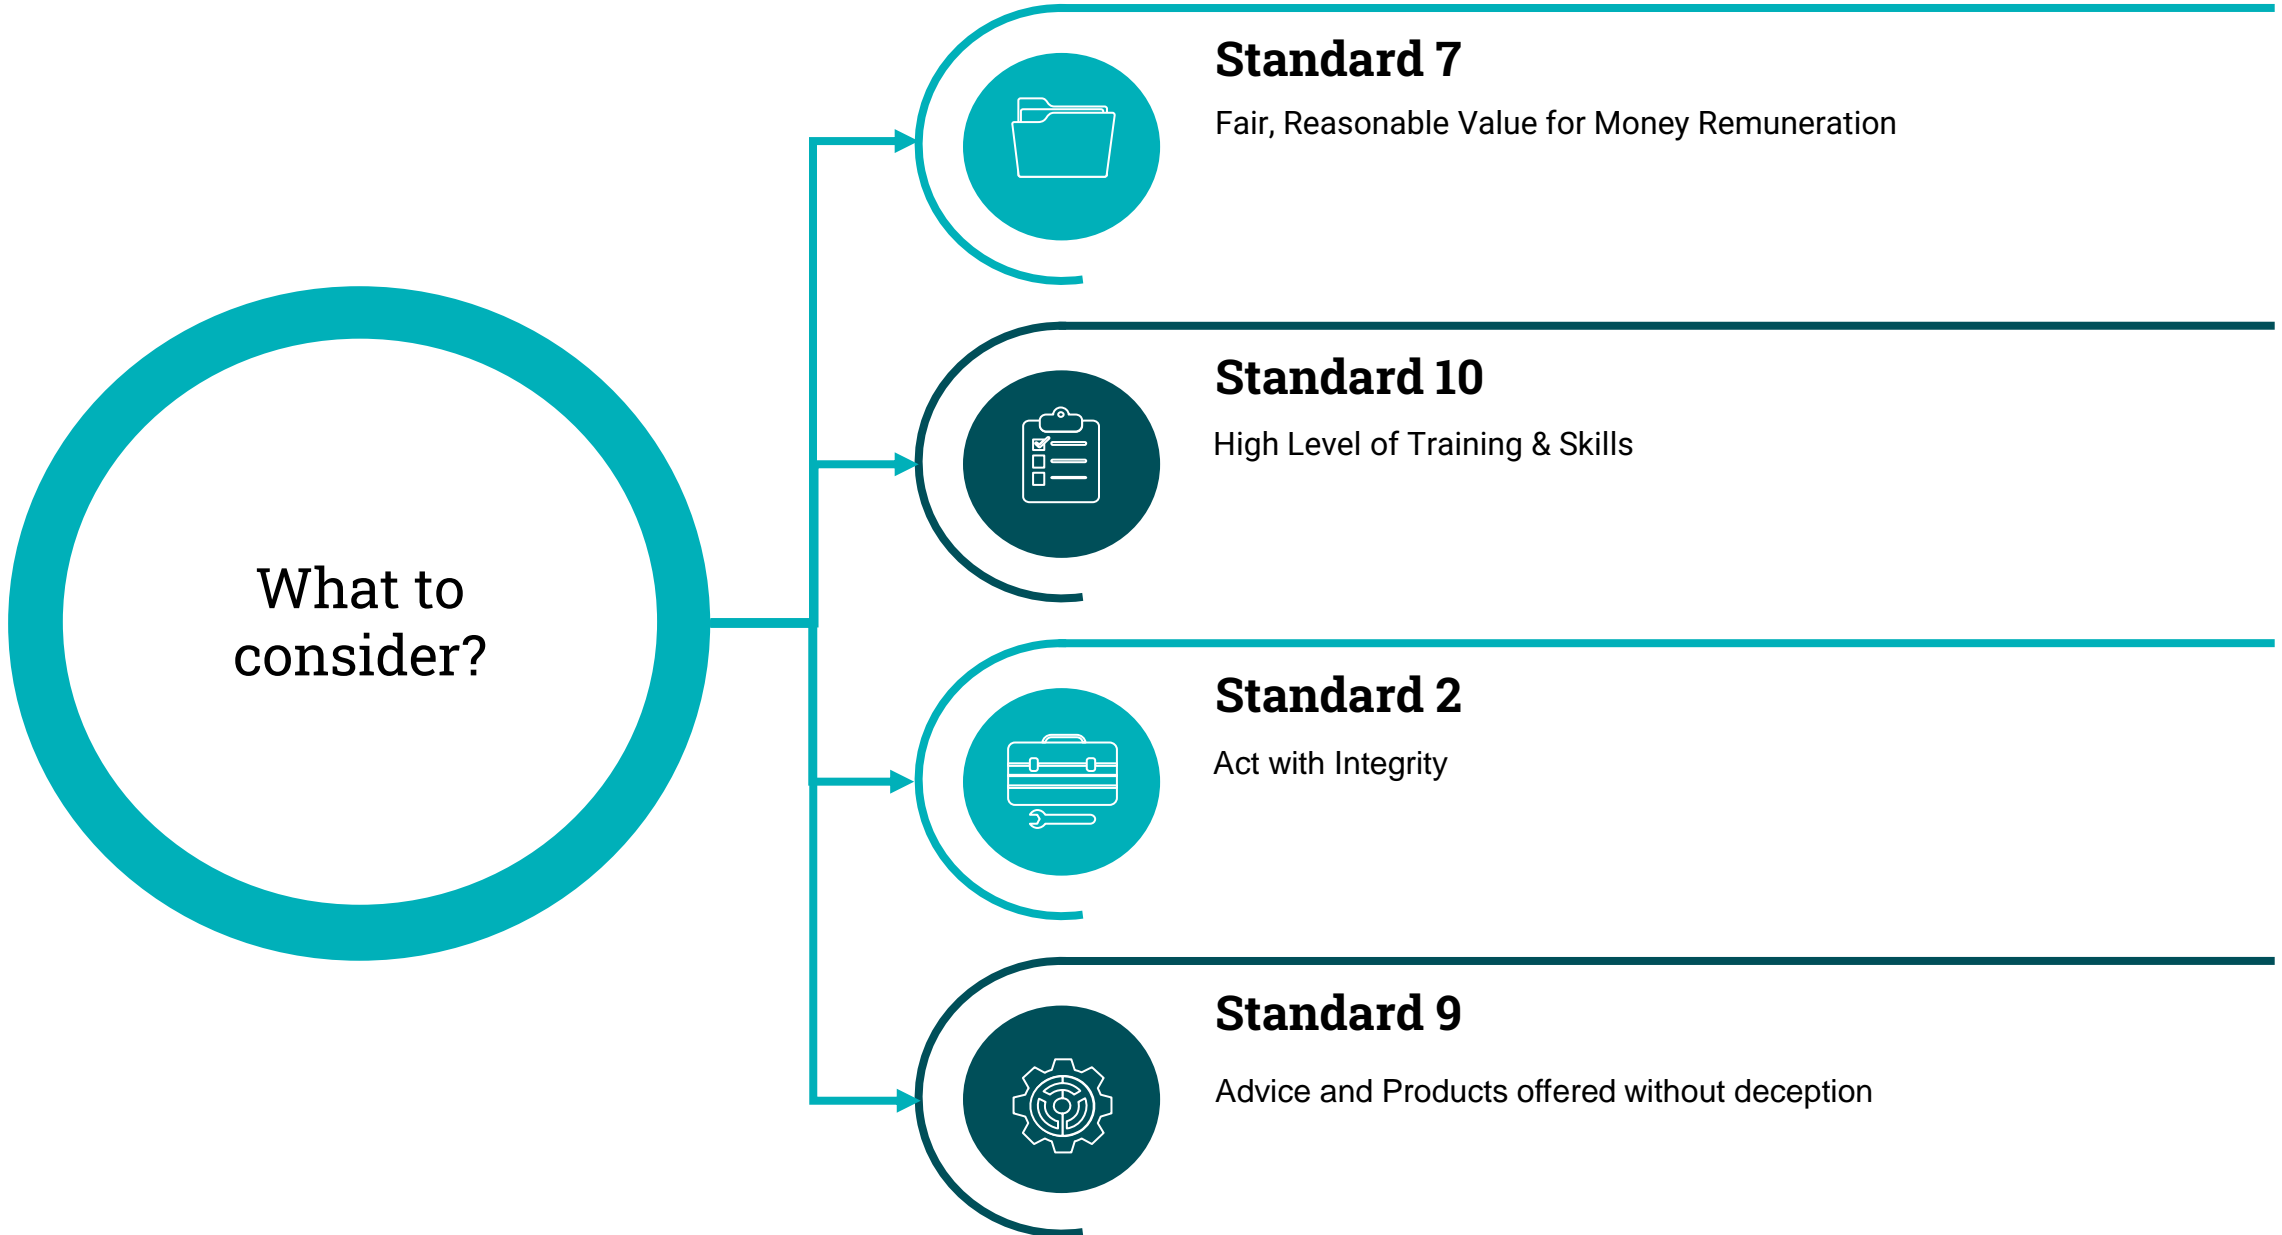 What to
consider?
Standard 7
Fair, Reasonable Value for Money Remuneration
Standard 10
High Level of Training & Skills
Standard 2
Act with Integrity
Standard 9
Advice and Products offered without deception